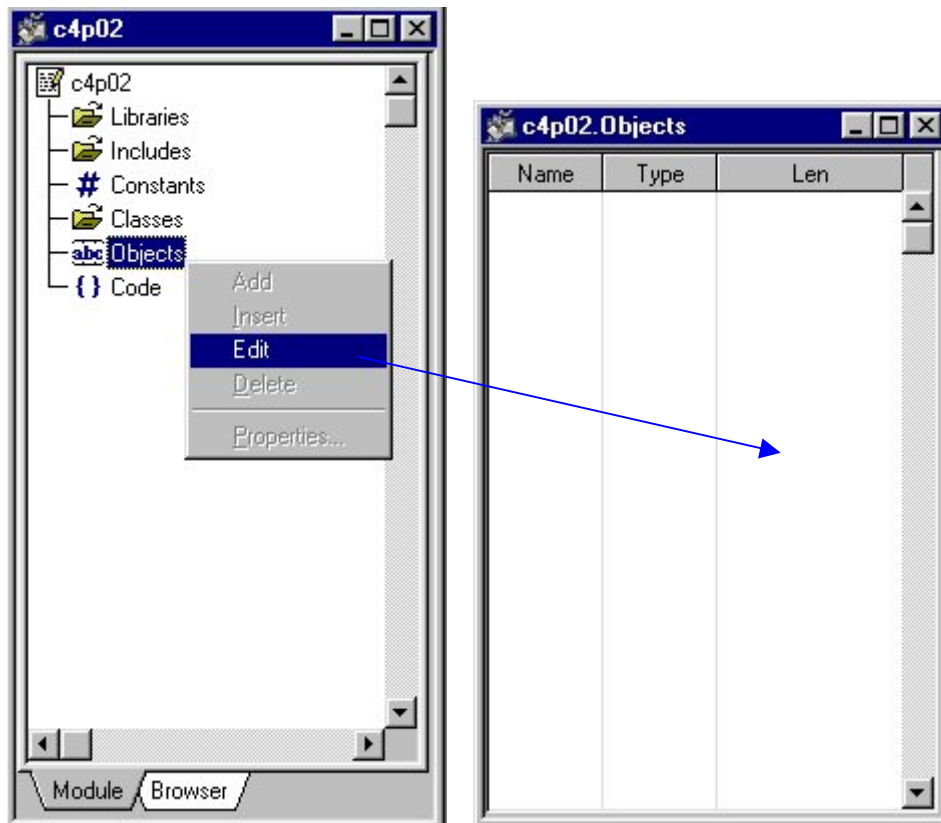 c4p02
c4p02
Libraries
Includes
# Constants
Classes
abc Objects
{ } Code
Add
Insert
Edit
Delete
Properties...
Module Browser
c4p02.Objects
Name Type Len